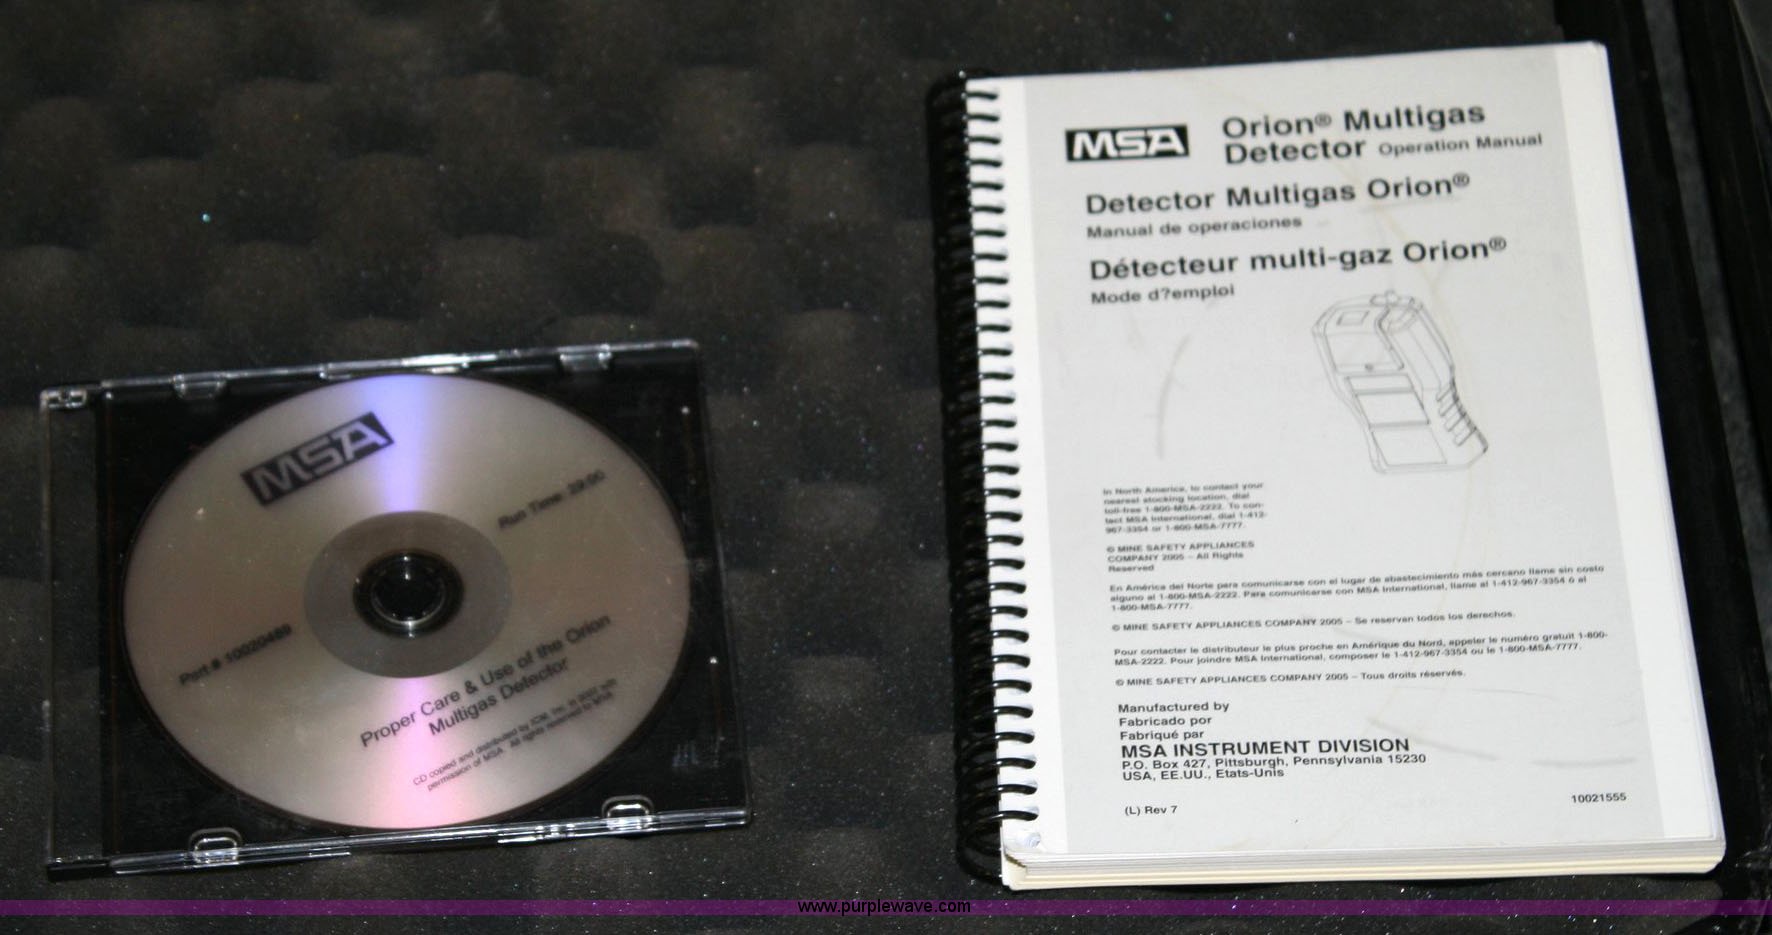 MSA
Run Time: 29:00
Part # 10020489
Proper Care & Use of the Orion
Multigas Detector
CD copied and distributed by ICM, Inc. in 2007 with
permission of MSA. All rights reserved to MSA.
MSA
Orion® Multigas
Detector Operation Manual
Detector Multigas Orion®
Manual de operaciones
Détecteur multi-gaz Orion®
Mode d?emploi
In North America, to contact your
nearest stocking location, dial
toll-free 1-800-MSA-2222. To con-
tact MSA International, dial 1-412-
967-3354 or 1-800-MSA-7777.
© MINE SAFETY APPLIANCES
COMPANY 2005 – All Rights
Reserved
En América del Norte para comunicarse con el lugar de abastecimiento más cercano llame sin costo
alguno al 1-800-MSA-2222. Para comunicarse con MSA International, llame al 1-412-967-3354 ó al
1-800-MSA-7777.
© MINE SAFETY APPLIANCES COMPANY 2005 – Se reservan todos los derechos.
Pour contacter le distributeur le plus proche en Amérique du Nord, appeler le numéro gratuit 1-800-
MSA-2222. Pour joindre MSA International, composer le 1-412-967-3354 ou le 1-800-MSA-7777.
© MINE SAFETY APPLIANCES COMPANY 2005 – Tous droits réservés.
Manufactured by
Fabricado por
Fabriqué par
MSA INSTRUMENT DIVISION
P.O. Box 427, Pittsburgh, Pennsylvania 15230
USA, EE.UU., Etats-Unis
(L) Rev 7
10021555
www.purplewave.com